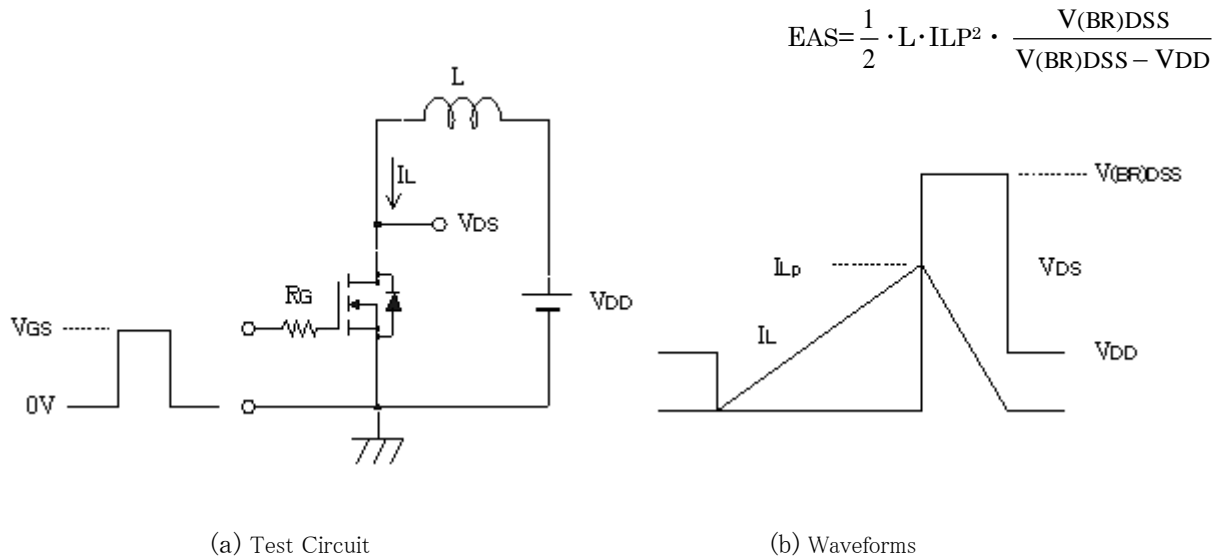 EAS= 1/2 · L · ILP² · V(BR)DSS / V(BR)DSS – VDD
L
IL
VDS
RG
VDD
VGS
0V
V(BR)DSS
ILp
VDS
IL
VDD
(a) Test Circuit
(b) Waveforms